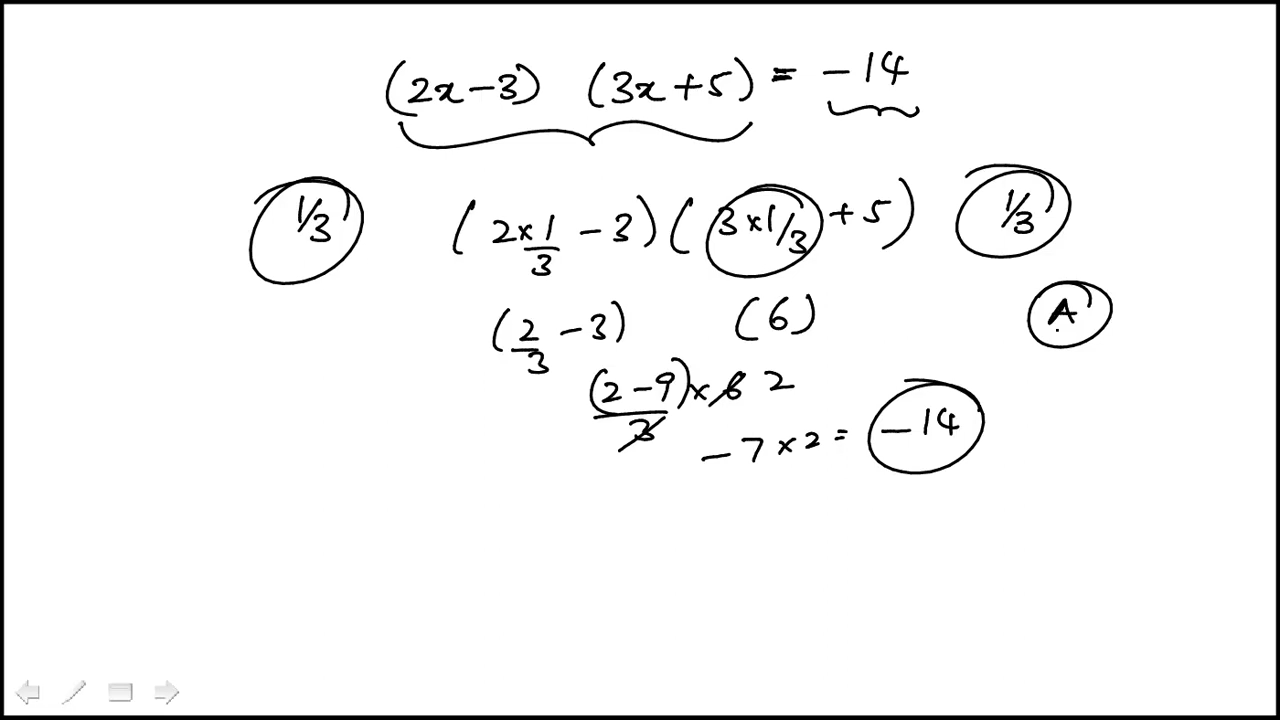 (2x-3) (3x+5) = -14
1/3 (2×1/3 - 3)(3×1/3 + 5) 1/3
(2/3 - 3) (6) A
(2-9)/3 × 6 2
-7×2 = -14